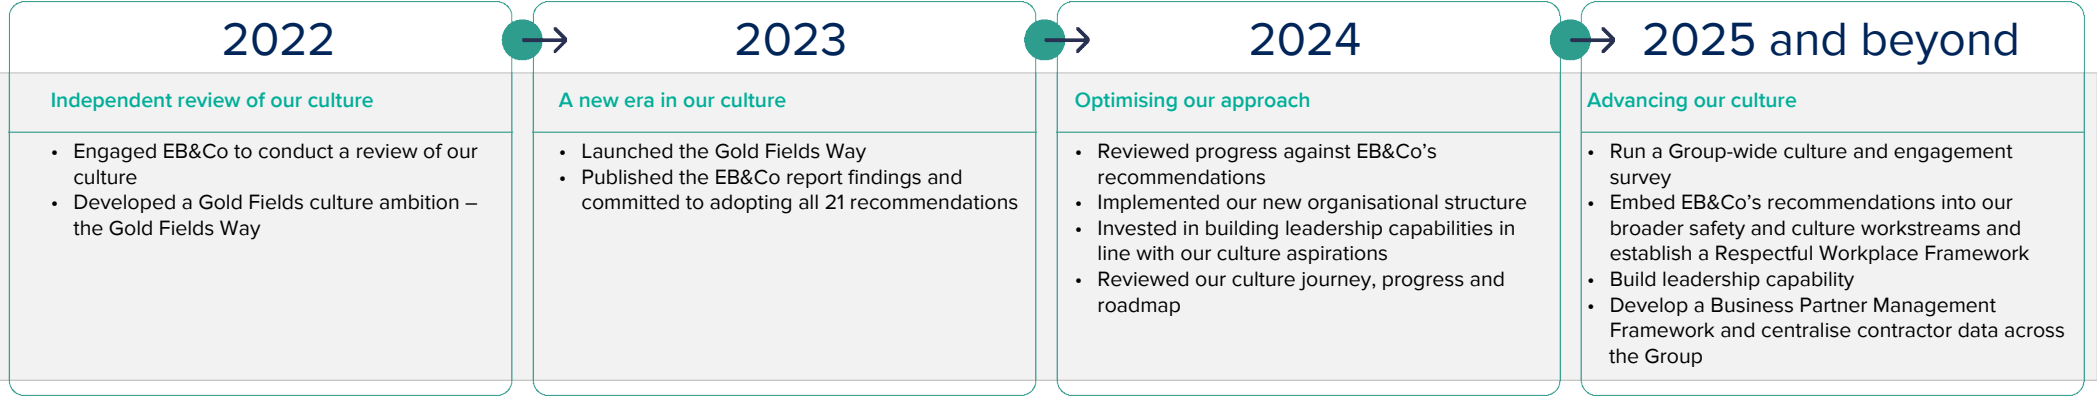 2022
Independent review of our culture
• Engaged EB&Co to conduct a review of our
culture
• Developed a Gold Fields culture ambition –
the Gold Fields Way
2023
A new era in our culture
• Launched the Gold Fields Way
• Published the EB&Co report findings and
committed to adopting all 21 recommendations
2024
Optimising our approach
• Reviewed progress against EB&Co’s
recommendations
• Implemented our new organisational structure
• Invested in building leadership capabilities in
line with our culture aspirations
• Reviewed our culture journey, progress and
roadmap
2025 and beyond
Advancing our culture
• Run a Group-wide culture and engagement
survey
• Embed EB&Co’s recommendations into our
broader safety and culture workstreams and
establish a Respectful Workplace Framework
• Build leadership capability
• Develop a Business Partner Management
Framework and centralise contractor data across
the Group